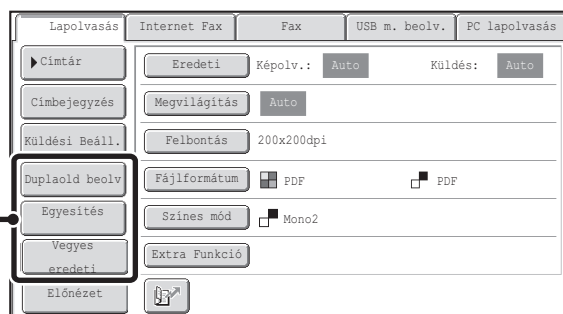 Lapolvasás Internet Fax Fax USB m. beolv. PC lapolvasás
Címtár
Eredeti Képolv.: Auto Küldés: Auto
Címbejegyzés
Megvilágítás Auto
Küldési Beáll.
Felbontás 200x200dpi
Duplaold beolv
Fájlformátum PDF PDF
Egyesítés
Színes mód Mono2
Vegyes
eredeti
Extra Funkció
Előnézet